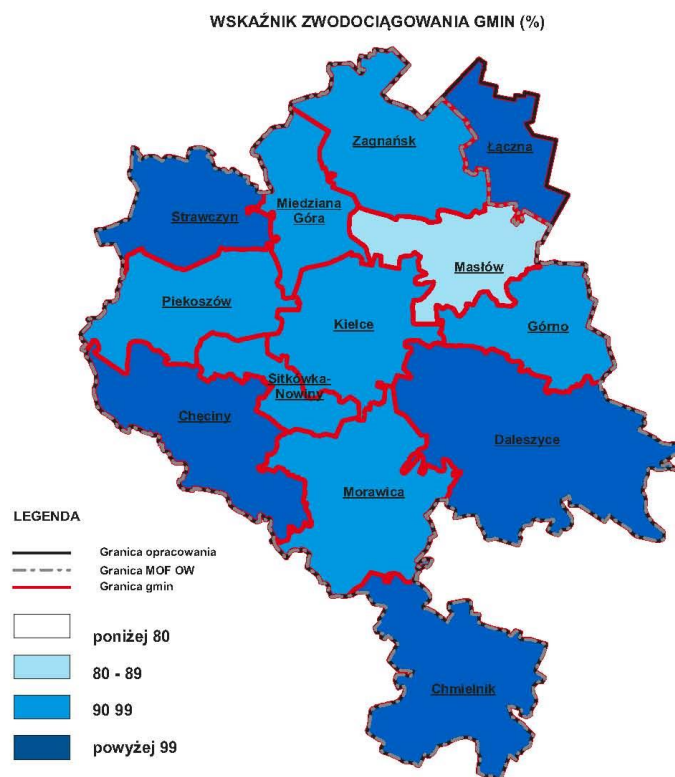 WSKAŹNIK ZWODOCIĄGOWANIA GMIN (%)
Zagnańsk
Łączna
Strawczyn
Miedziana
Góra
Masłów
Piekoszów
Kielce
Górno
Sitkówka-
Nowiny
Chęciny
Daleszyce
Morawica
Chmielnik
LEGENDA
Granica opracowania
Granica MOF OW
Granica gmin
poniżej 80
80 - 89
90 99
powyżej 99